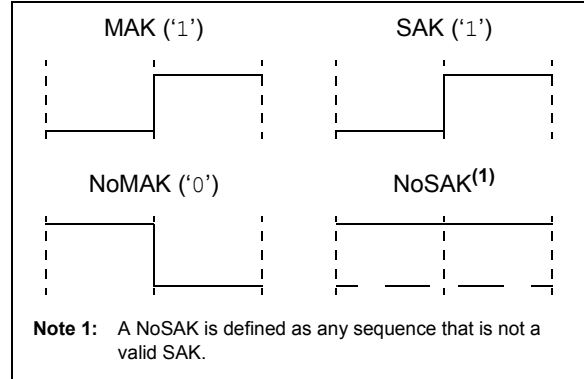 MAK (‘1’) SAK (‘1’)
NoMAK (‘0’) NoSAK(1)
Note 1: A NoSAK is defined as any sequence that is not a
valid SAK.